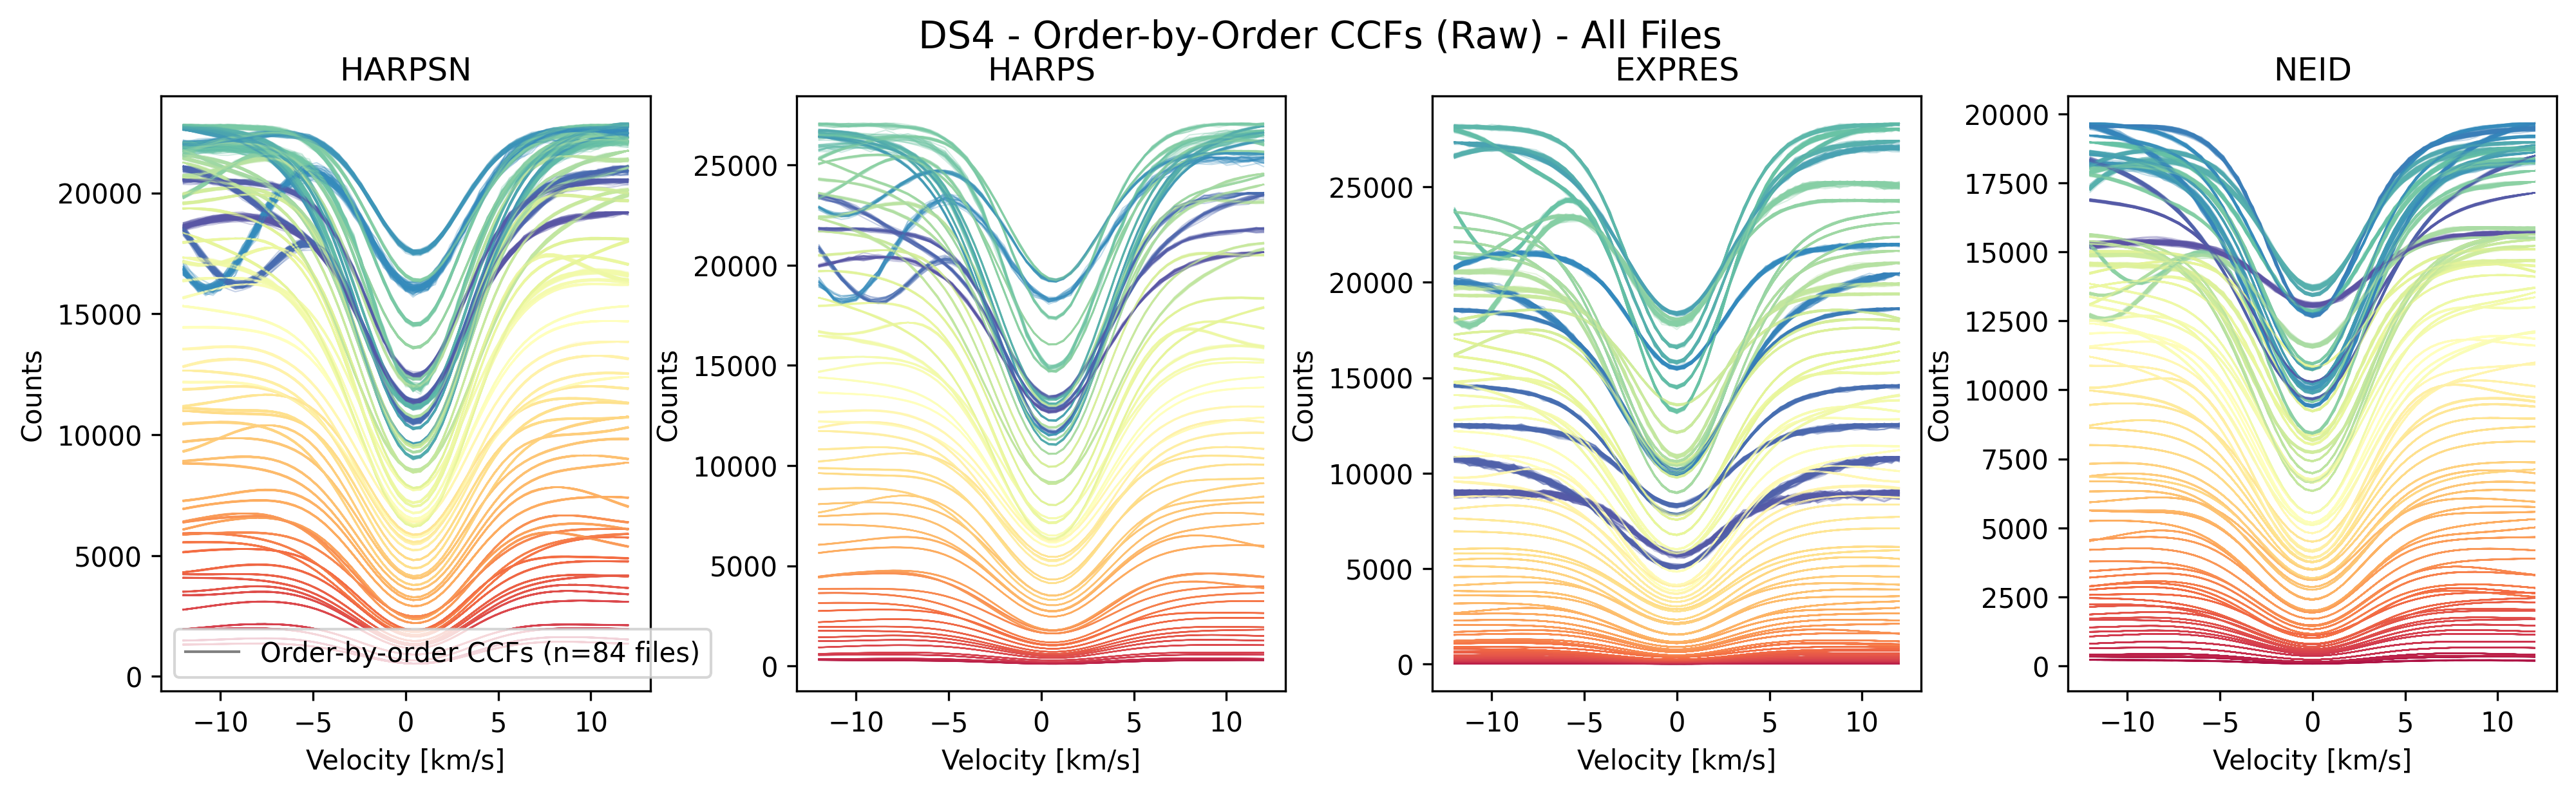 DS4 - Order-by-Order CCFs (Raw) - All Files
HARPSN
HARPS
EXPRES
NEID
Counts
20000
15000
10000
5000
0
Order-by-order CCFs (n=84 files)
−10 −5 0 5 10
Velocity [km/s]
Counts
25000
20000
15000
10000
5000
0
−10 −5 0 5 10
Velocity [km/s]
Counts
25000
20000
15000
10000
5000
0
−10 −5 0 5 10
Velocity [km/s]
Counts
20000
17500
15000
12500
10000
7500
5000
2500
0
−10 −5 0 5 10
Velocity [km/s]